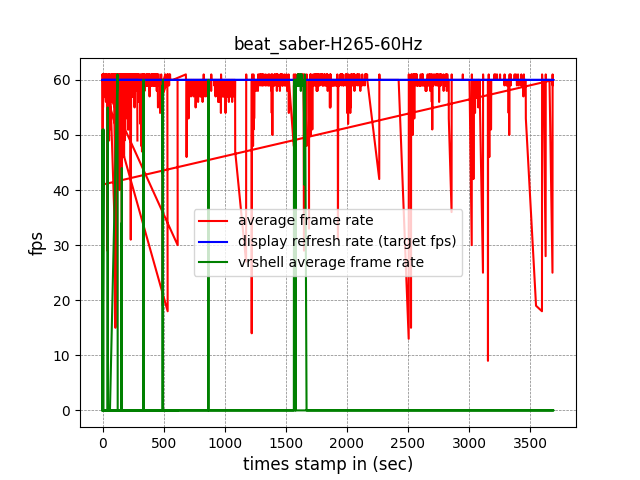 beat_saber-H265-60Hz
fps
60
50
40
30
20
10
0
average frame rate
display refresh rate (target fps)
vrshell average frame rate
0 500 1000 1500 2000 2500 3000 3500
times stamp in (sec)